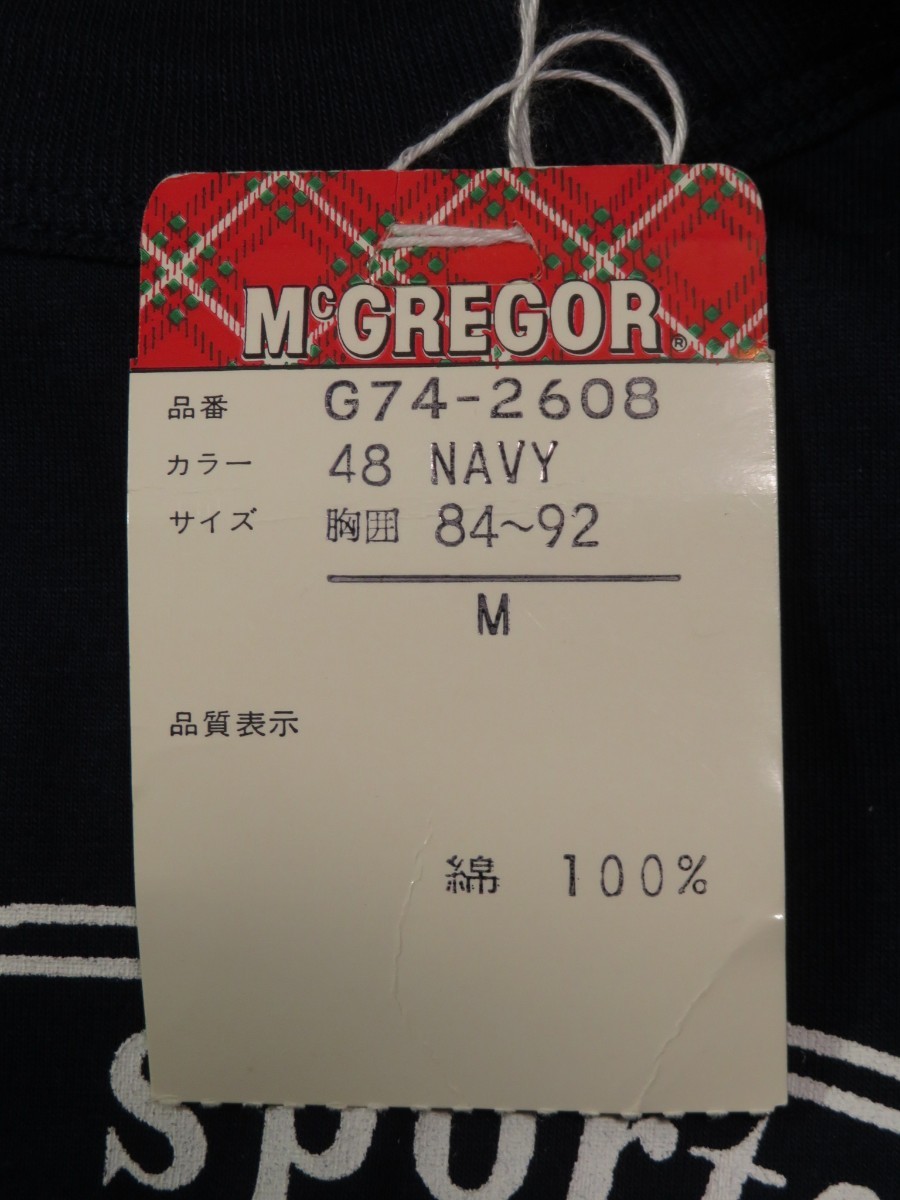 McGREGOR®
品番 G74-2608
カラー 48 NAVY
サイズ 胸囲 84~92
M
品質表示
綿 100%
sport